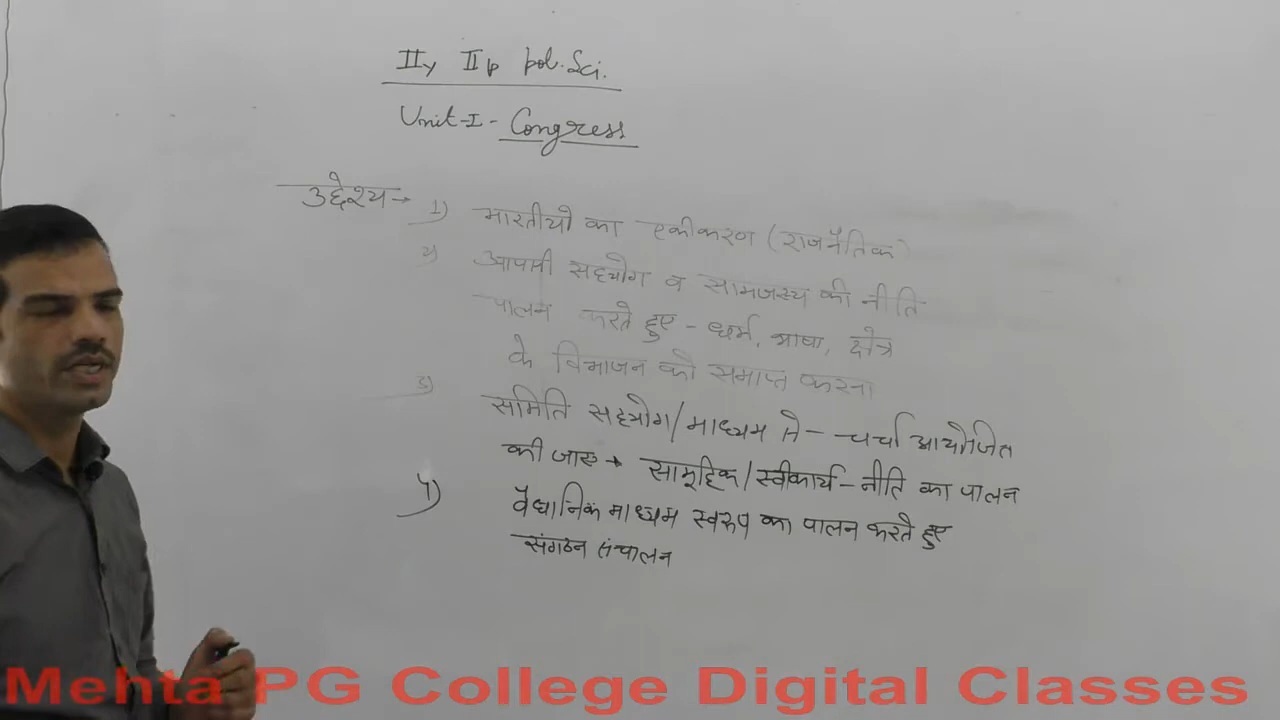 IIy IIp pol. Sci.
Unit-I- Congress
उद्देश्य→ 1) भारतीयो का एकीकरण (राजनैतिक)
2) आपसी सहयोग व सामजस्य की नीति
पालन करते हुए - धर्म, भाषा, क्षेत्र
के विभाजन को समाप्त करना
3) समिति सहयोग/माध्यम से - चर्चा आयोजित
की जाए → सामूहिक/स्वीकार्य - नीति का पालन
4) वैधानिक माध्यम स्वरुप का पालन करते हुए
संगठन संचालन
Mehta PG College Digital Classes